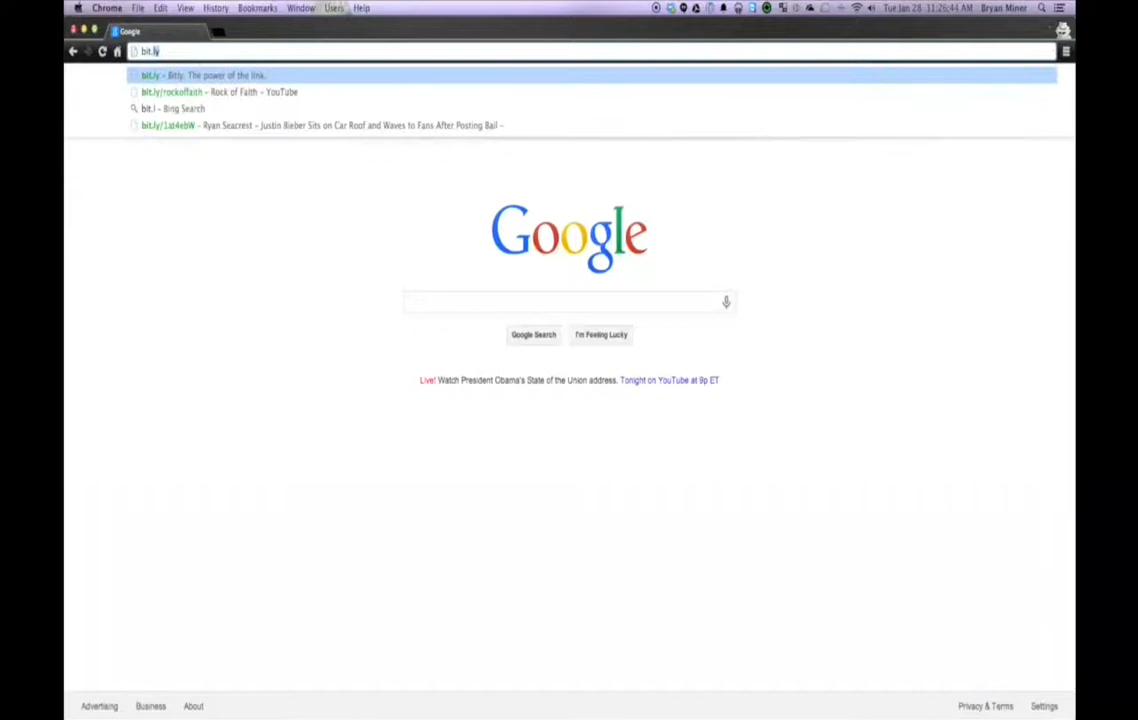 Chrome File Edit View History Bookmarks Window Users Help Tue Jan 28 11:26:44 AM Bryan Miner
Google
bit.ly
bit.ly - Bitly. The power of the link.
bit.ly/rockoffaith - Rock of Faith - YouTube
bit.l - Bing Search
bit.ly/1at4ebW - Ryan Seacrest - Justin Bieber Sits on Car Roof and Waves to Fans After Posting Bail -
Google
Google Search I'm Feeling Lucky
Live! Watch President Obama's State of the Union address. Tonight on YouTube at 9p ET
Advertising Business About Privacy & Terms Settings